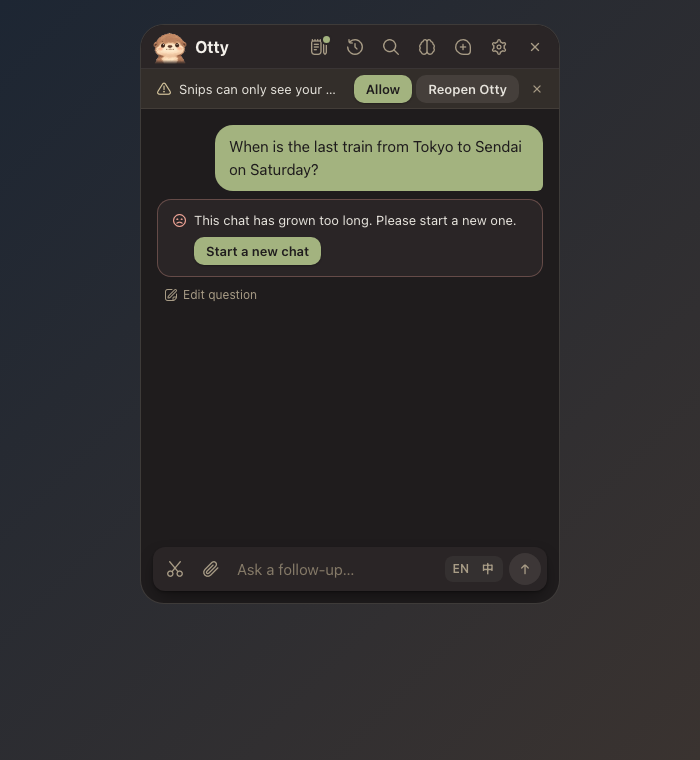 Otty
Snips can only see your ...
Allow
Reopen Otty
When is the last train from Tokyo to Sendai
on Saturday?
This chat has grown too long. Please start a new one.
Start a new chat
Edit question
Ask a follow-up...
EN 中